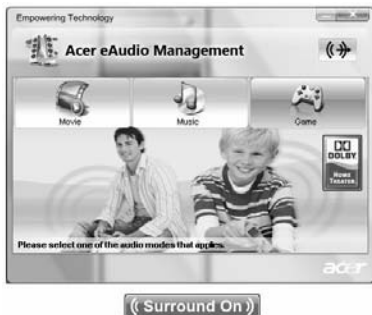 Empowering Technology
Acer eAudio Management
Movie
Music
Game
DOLBY
HOME
THEATER
Please select one of the audio modes that applies.
acer
Surround On